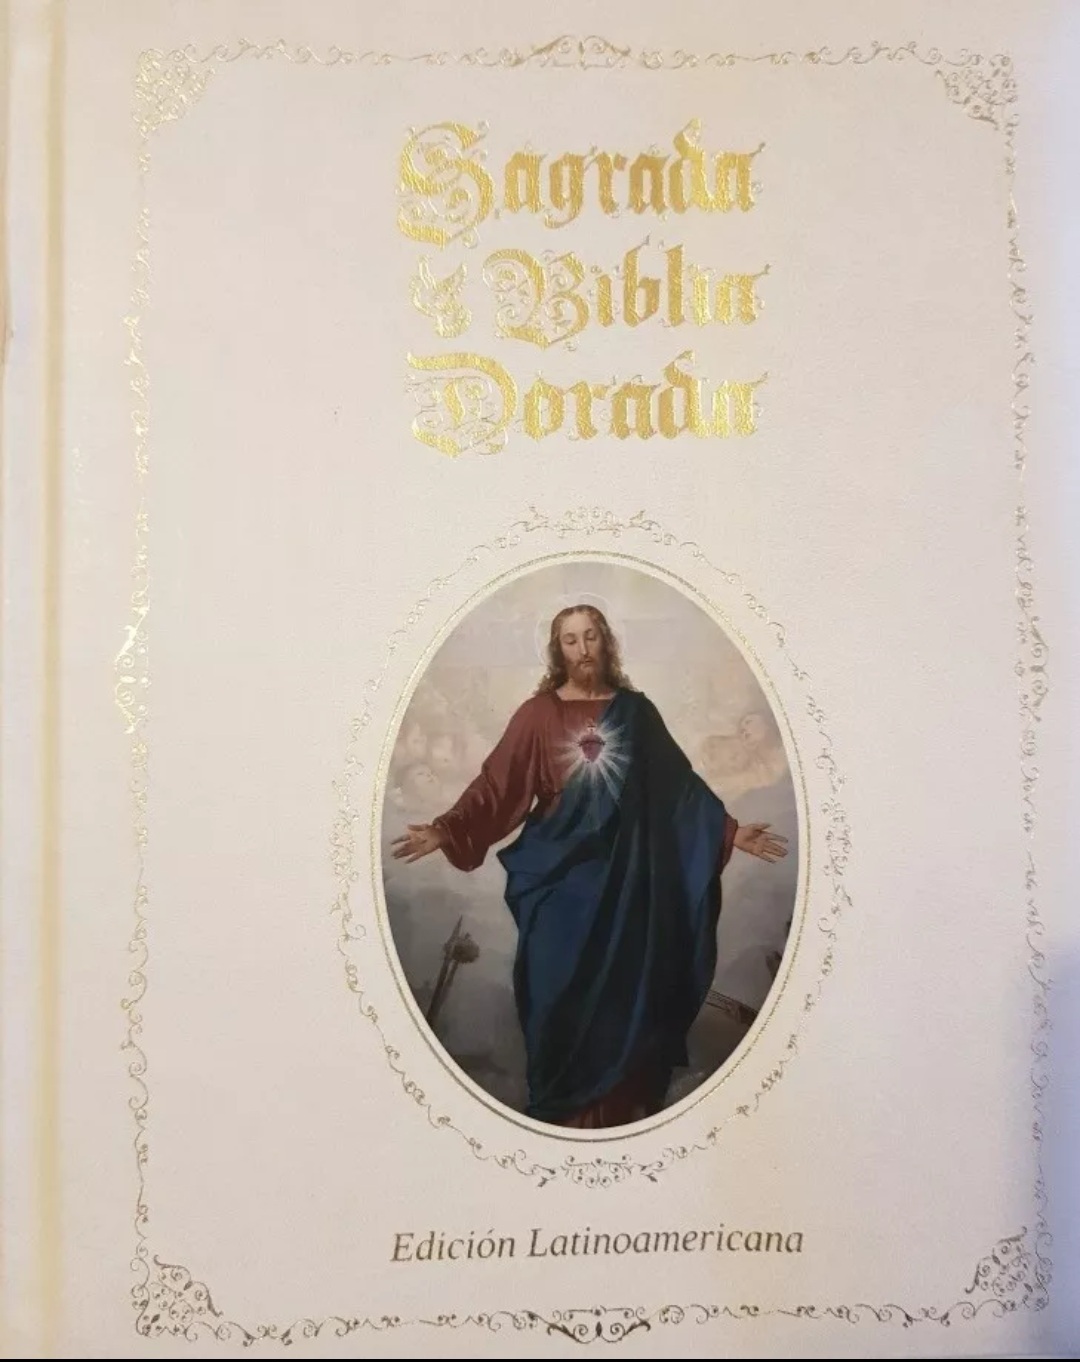 Sagrada
Biblia
Dorada
Edición Latinoamericana